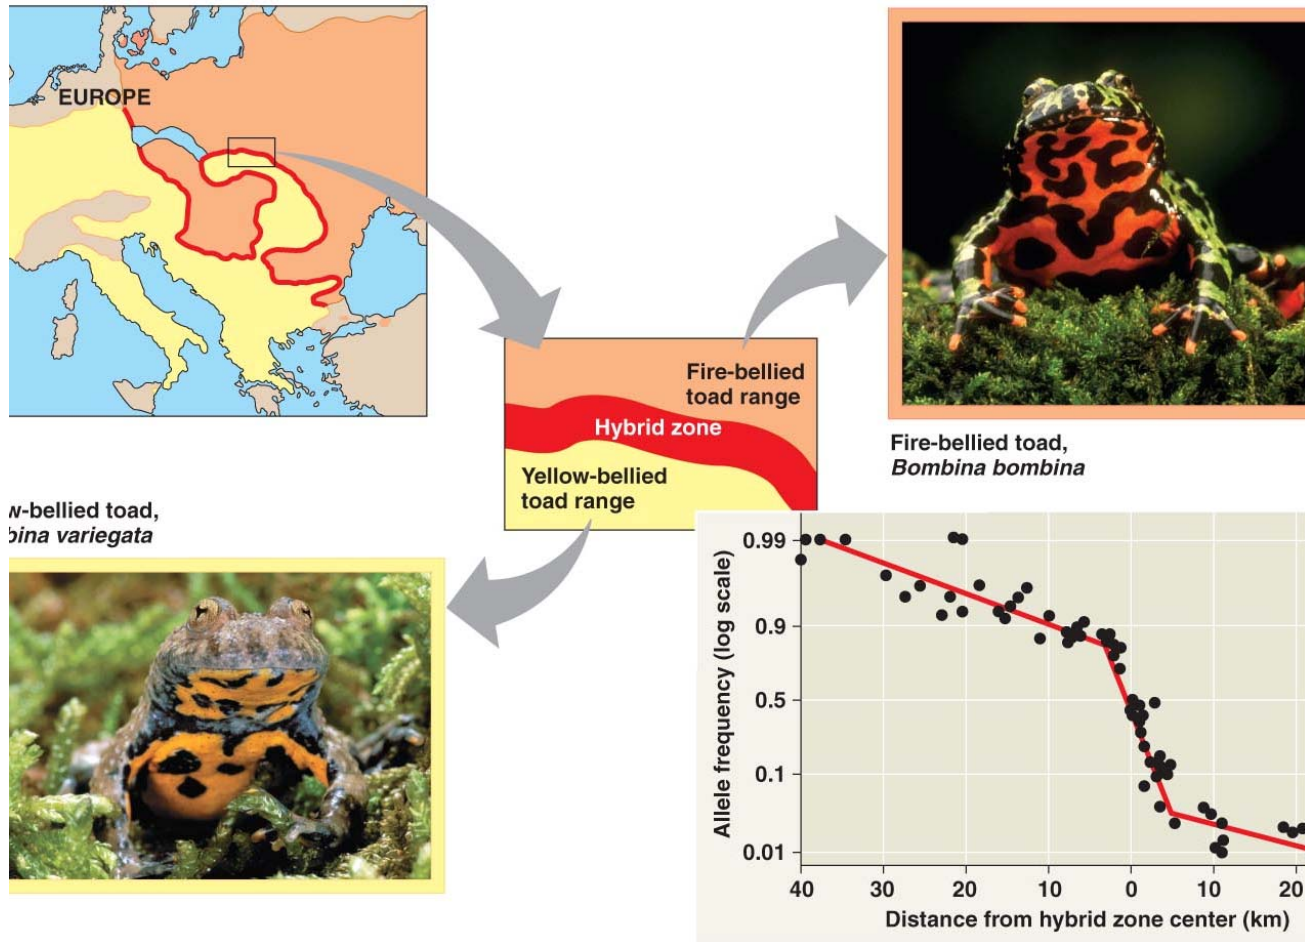 EUROPE
Fire-bellied
toad range
Hybrid zone
Yellow-bellied
toad range
Fire-bellied toad,
Bombina bombina
w-bellied toad,
bina variegata
Allele frequency (log scale)
0.99
0.9
0.5
0.1
0.01
40 30 20 10 0 10 20
Distance from hybrid zone center (km)